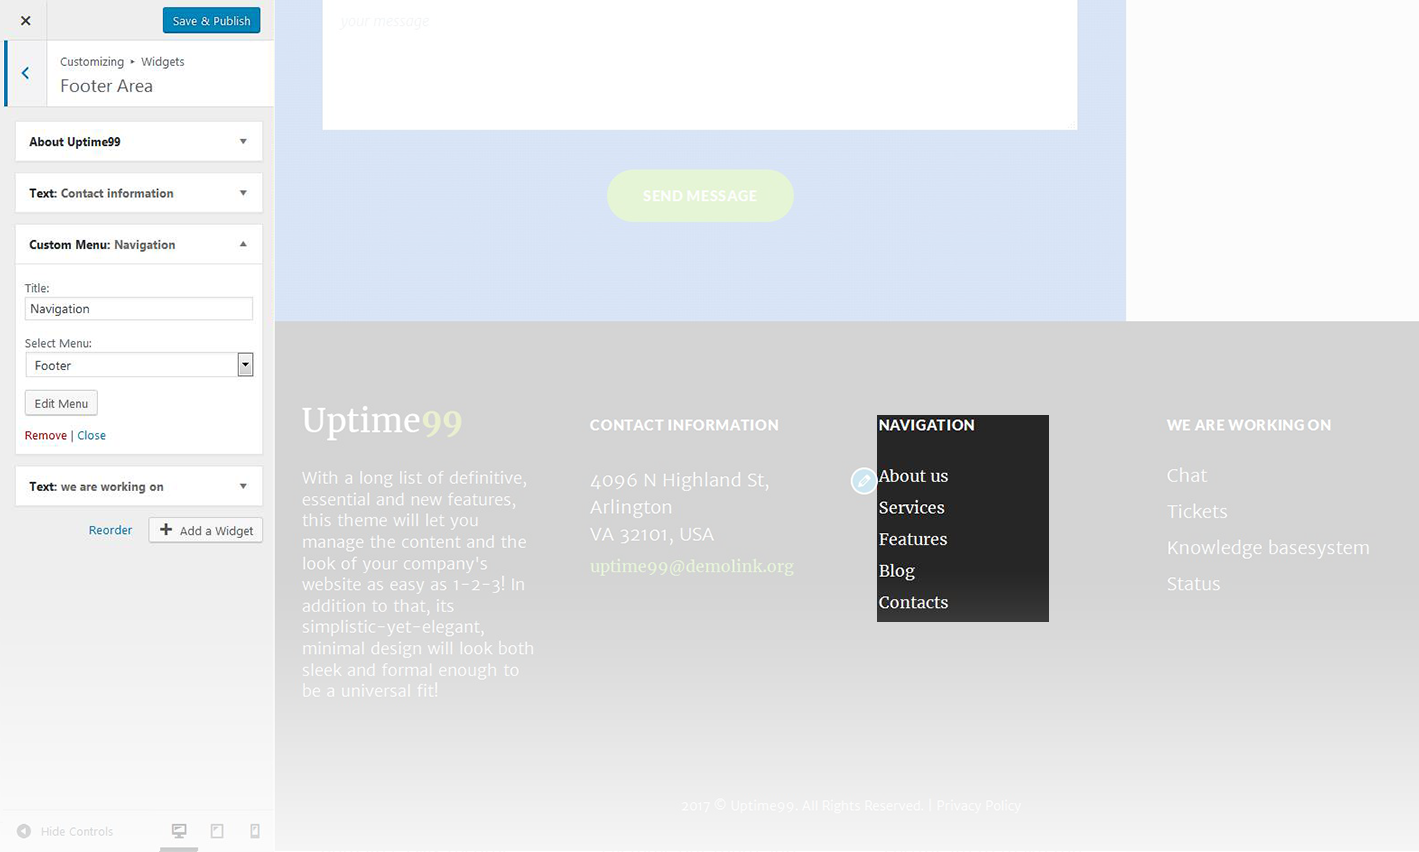 Save & Publish
Customizing ▸ Widgets
Footer Area
About Uptime99
Text: Contact information
Custom Menu: Navigation
Title:
Navigation
Select Menu:
Footer
Edit Menu
Remove | Close
Text: we are working on
Reorder
Add a Widget
Hide Controls
your message
SEND MESSAGE
Uptime99
With a long list of definitive,
essential and new features,
this theme will let you
manage the content and the
look of your company's
website as easy as 1-2-3! In
addition to that, its
simplistic-yet-elegant,
minimal design will look both
sleek and formal enough to
be a universal fit!
CONTACT INFORMATION
4096 N Highland St,
Arlington
VA 32101, USA
uptime99@demolink.org
NAVIGATION
About us
Services
Features
Blog
Contacts
WE ARE WORKING ON
Chat
Tickets
Knowledge basesystem
Status
2017 © Uptime99. All Rights Reserved. | Privacy Policy